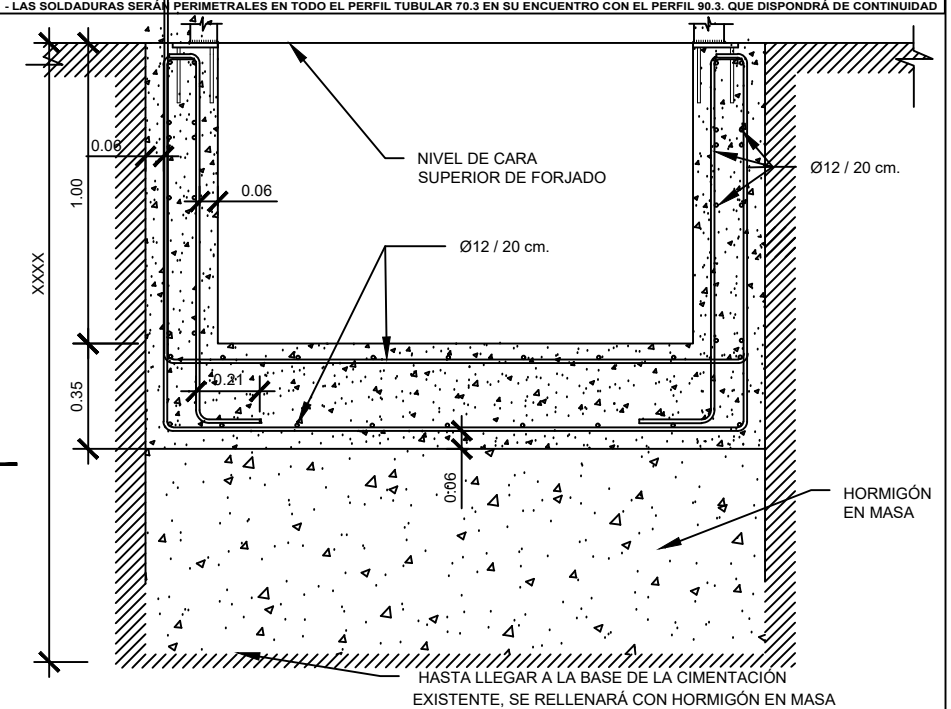 - LAS SOLDADURAS SERÁN PERIMETRALES EN TODO EL PERFIL TUBULAR 70.3 EN SU ENCUENTRO CON EL PERFIL 90.3. QUE DISPONDRÁ DE CONTINUIDAD
0.06
NIVEL DE CARA
SUPERIOR DE FORJADO
Ø12 / 20 cm.
1.00
0.06
Ø12 / 20 cm.
XXXX
0.21
0.35
0.06
HORMIGÓN
EN MASA
HASTA LLEGAR A LA BASE DE LA CIMENTACIÓN
EXISTENTE, SE RELLENARÁ CON HORMIGÓN EN MASA